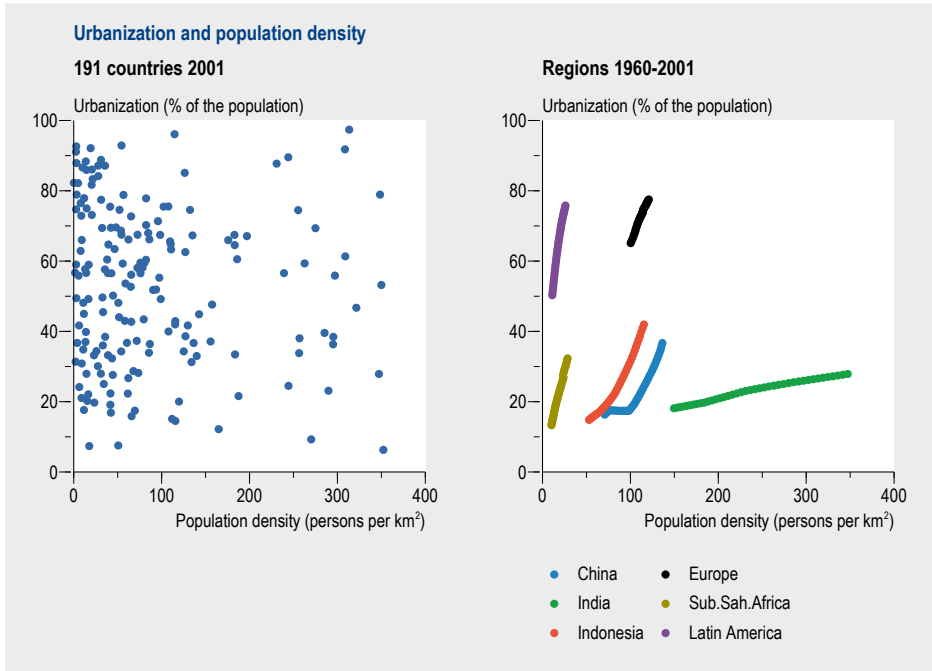 Urbanization and population density
191 countries 2001
Urbanization (% of the population)
100
80
60
40
20
0
0 100 200 300 400
Population density (persons per km²)
Regions 1960-2001
Urbanization (% of the population)
100
80
60
40
20
0
0 100 200 300 400
Population density (persons per km²)
China
India
Indonesia
Europe
Sub.Sah.Africa
Latin America